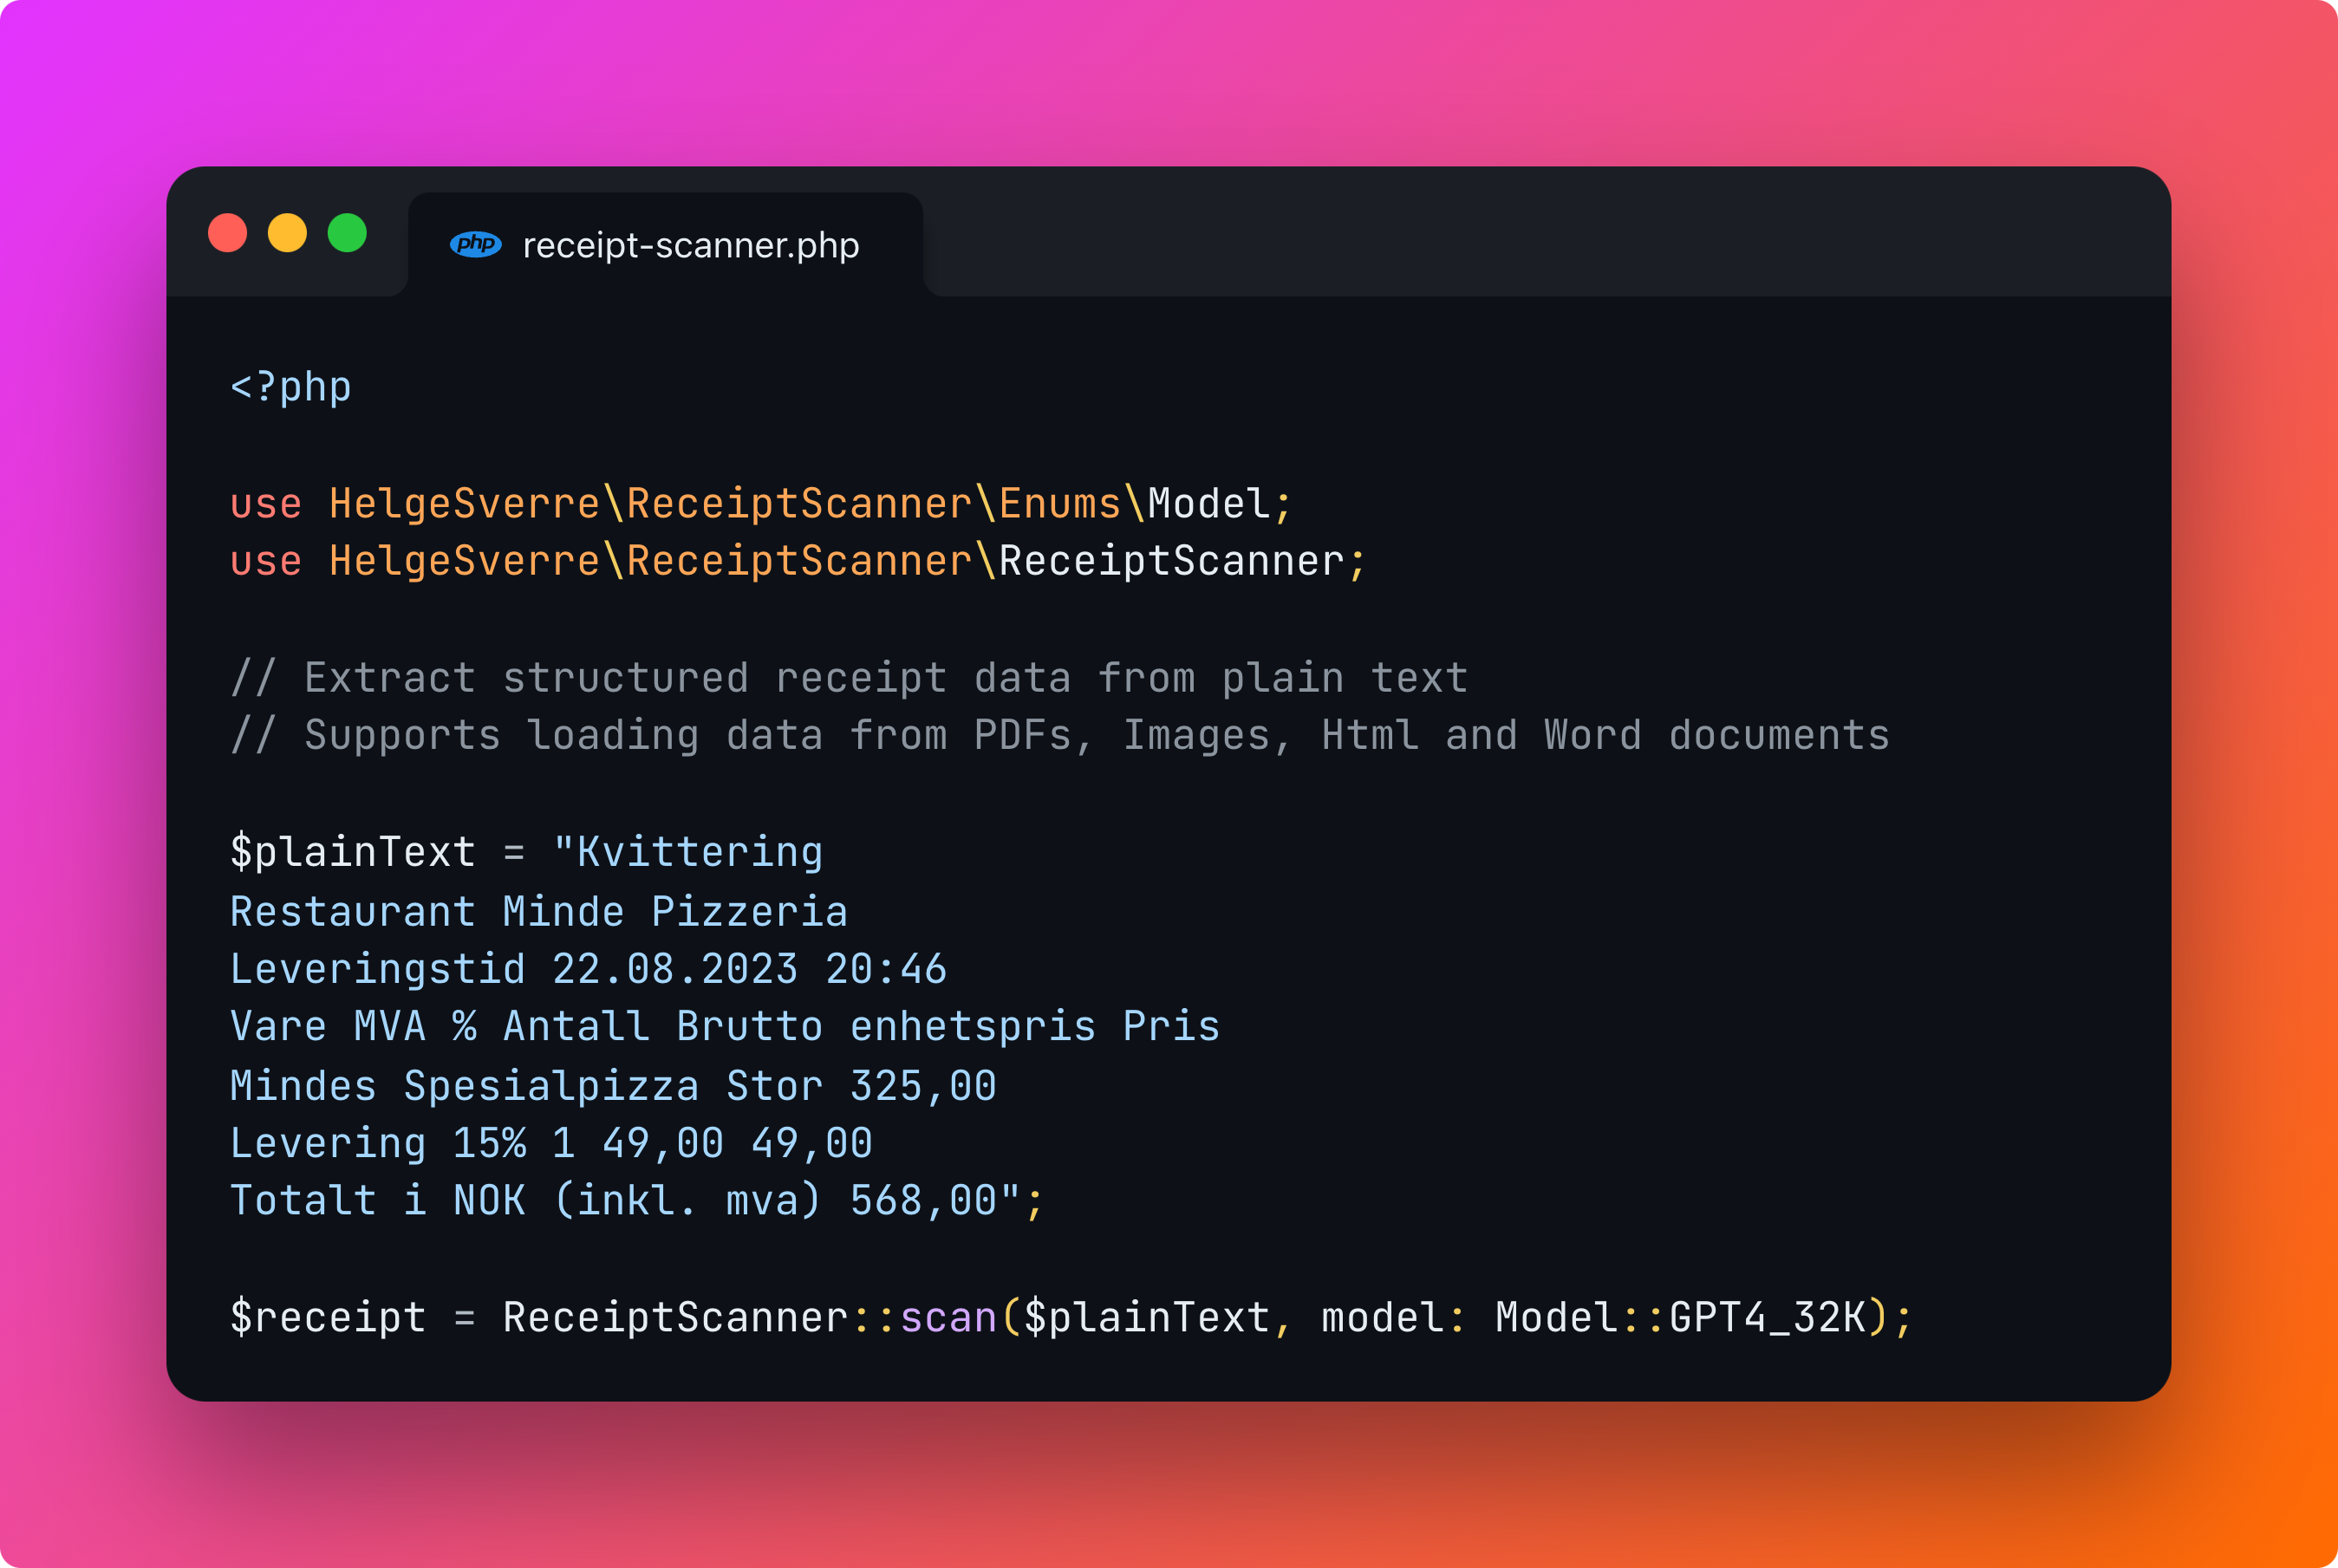 php receipt-scanner.php
<?php
use HelgeSverre\ReceiptScanner\Enums\Model;
use HelgeSverre\ReceiptScanner\ReceiptScanner;
// Extract structured receipt data from plain text
// Supports loading data from PDFs, Images, Html and Word documents
$plainText = "Kvittering
Restaurant Minde Pizzeria
Leveringstid 22.08.2023 20:46
Vare MVA % Antall Brutto enhetspris Pris
Mindes Spesialpizza Stor 325,00
Levering 15% 1 49,00 49,00
Totalt i NOK (inkl. mva) 568,00";
$receipt = ReceiptScanner::scan($plainText, model: Model::GPT4_32K);